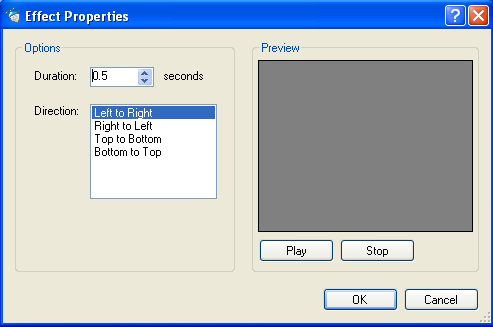 Effect Properties
Options
Duration: 0.5 seconds
Direction: Left to Right
Right to Left
Top to Bottom
Bottom to Top
Preview
Play Stop
OK Cancel